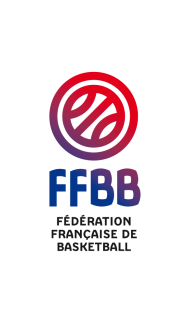 FFBB
FÉDÉRATION
FRANÇAISE DE
BASKETBALL